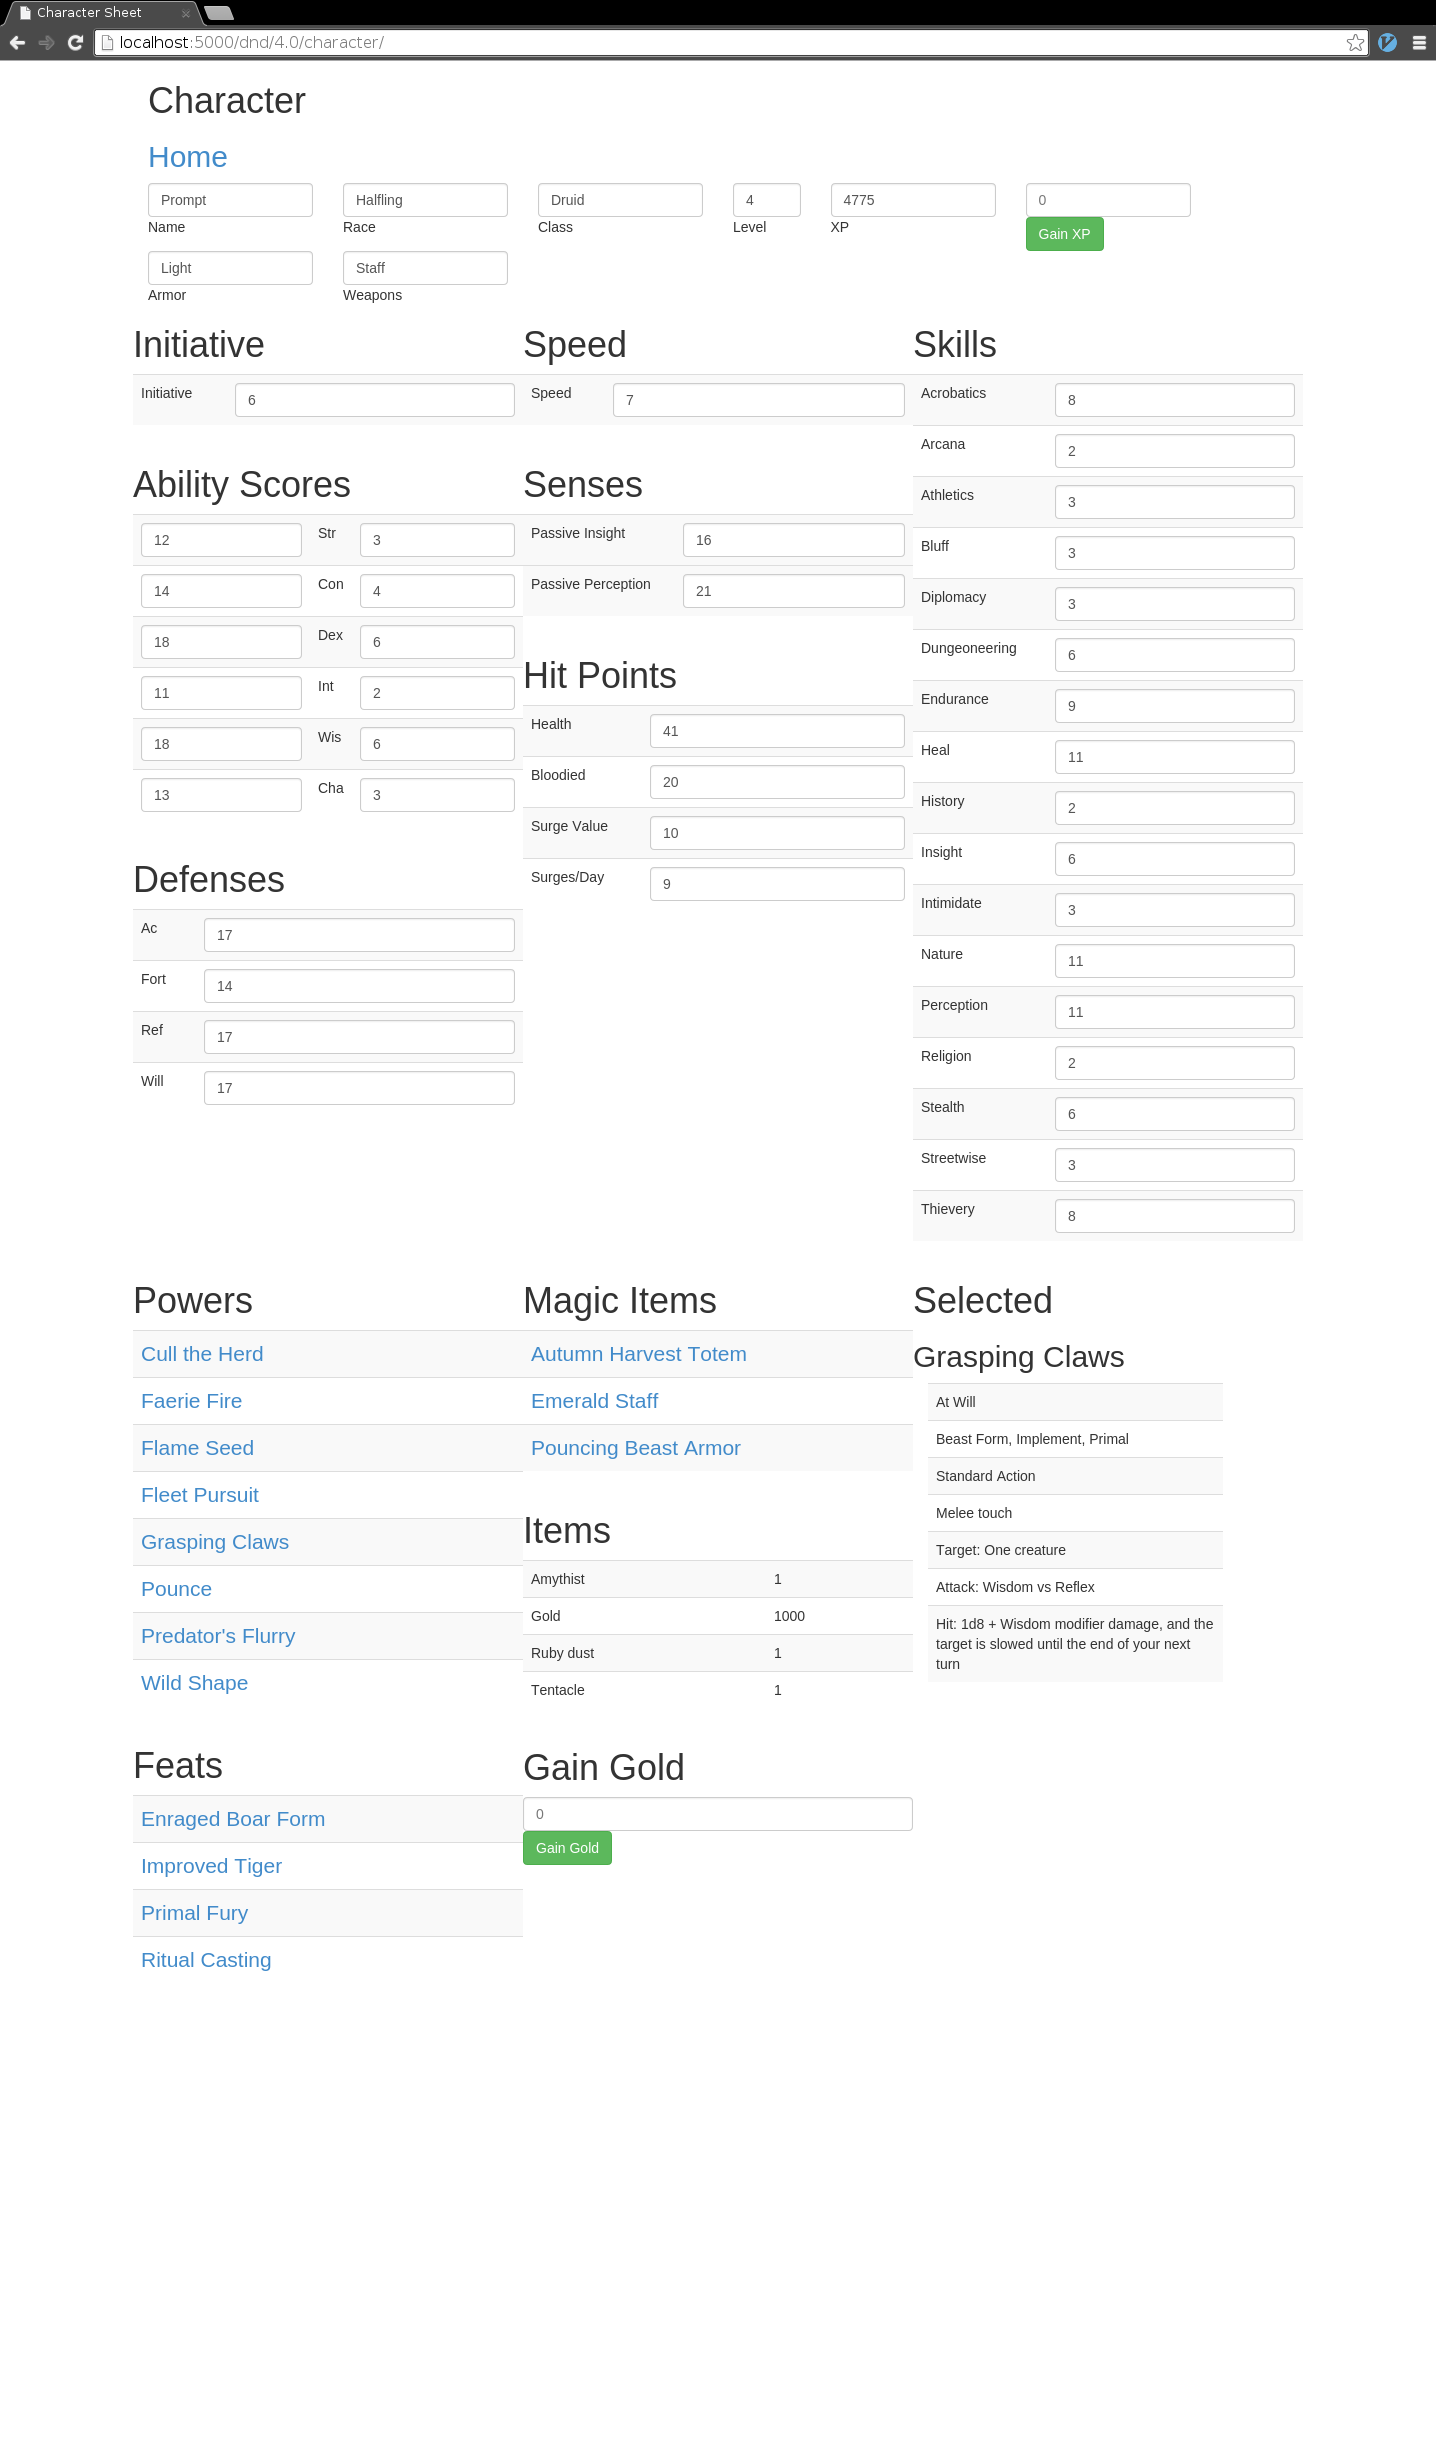 Character Sheet
localhost:5000/dnd/4.0/character/
Character
Home
Prompt Halfling Druid 4 4775 0
Name Race Class Level XP
Gain XP
Light Staff
Armor Weapons
Initiative
Initiative 6
Ability Scores
12 Str 3
14 Con 4
18 Dex 6
11 Int 2
18 Wis 6
13 Cha 3
Defenses
Ac 17
Fort 14
Ref 17
Will 17
Speed
Speed 7
Senses
Passive Insight 16
Passive Perception 21
Hit Points
Health 41
Bloodied 20
Surge Value 10
Surges/Day 9
Skills
Acrobatics 8
Arcana 2
Athletics 3
Bluff 3
Diplomacy 3
Dungeoneering 6
Endurance 9
Heal 11
History 2
Insight 6
Intimidate 3
Nature 11
Perception 11
Religion 2
Stealth 6
Streetwise 3
Thievery 8
Powers
Cull the Herd
Faerie Fire
Flame Seed
Fleet Pursuit
Grasping Claws
Pounce
Predator's Flurry
Wild Shape
Feats
Enraged Boar Form
Improved Tiger
Primal Fury
Ritual Casting
Magic Items
Autumn Harvest Totem
Emerald Staff
Pouncing Beast Armor
Items
Amythist 1
Gold 1000
Ruby dust 1
Tentacle 1
Gain Gold
0
Gain Gold
Selected
Grasping Claws
At Will
Beast Form, Implement, Primal
Standard Action
Melee touch
Target: One creature
Attack: Wisdom vs Reflex
Hit: 1d8 + Wisdom modifier damage, and the
target is slowed until the end of your next
turn